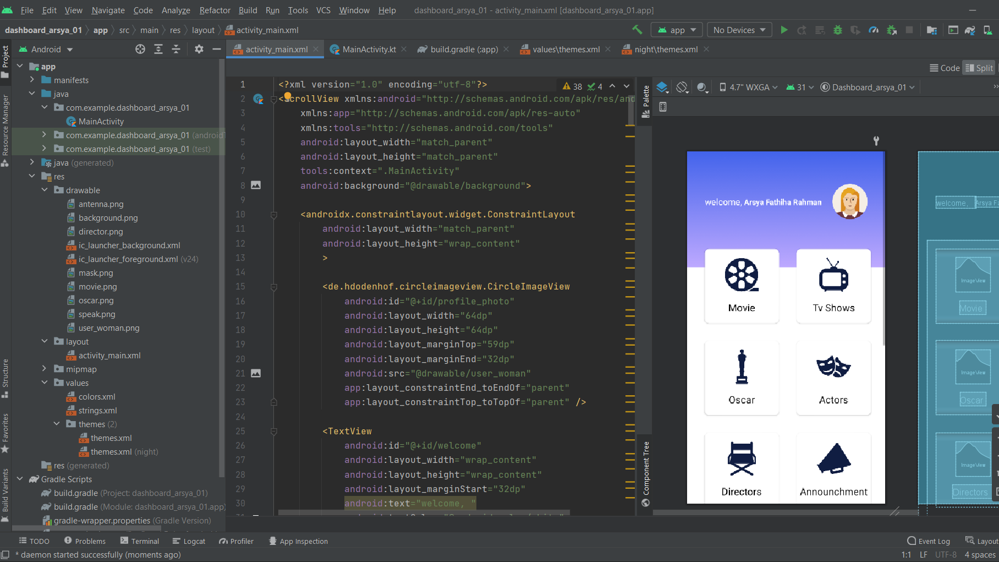 File Edit View Navigate Code Analyze Refactor Build Run Tools VCS Window Help dashboard_arsya_01 - activity_main.xml [dashboard_arsya_01.app]
dashboard_arsya_01 app src main res layout activity_main.xml app No Devices
Project
Resource Manager
Structure
Favorites
Build Variants
Android
app
manifests
java
com.example.dashboard_arsya_01
MainActivity
com.example.dashboard_arsya_01 (android
com.example.dashboard_arsya_01 (test)
java (generated)
res
drawable
antenna.png
background.png
director.png
ic_launcher_background.xml
ic_launcher_foreground.xml (v24)
mask.png
movie.png
oscar.png
speak.png
user_woman.png
layout
activity_main.xml
mipmap
values
colors.xml
strings.xml
themes (2)
themes.xml
themes.xml (night)
res (generated)
Gradle Scripts
build.gradle (Project: dashboard_arsya_01)
build.gradle (Module: dashboard_arsya_01.app)
gradle-wrapper.properties (Gradle Version)
activity_main.xml MainActivity.kt build.gradle (:app) values\themes.xml night\themes.xml
Code Split
38 4
1 <?xml version="1.0" encoding="utf-8"?>
2 <ScrollView xmlns:android="http://schemas.android.com/apk/res/and
3 xmlns:app="http://schemas.android.com/apk/res-auto"
4 xmlns:tools="http://schemas.android.com/tools"
5 android:layout_width="match_parent"
6 android:layout_height="match_parent"
7 tools:context=".MainActivity"
8 android:background="@drawable/background">
9
10 <androidx.constraintlayout.widget.ConstraintLayout
11 android:layout_width="match_parent"
12 android:layout_height="wrap_content"
13 >
14
15 <de.hdodenhof.circleimageview.CircleImageView
16 android:id="@+id/profile_photo"
17 android:layout_width="64dp"
18 android:layout_height="64dp"
19 android:layout_marginTop="59dp"
20 android:layout_marginEnd="32dp"
21 android:src="@drawable/user_woman"
22 app:layout_constraintEnd_toEndOf="parent"
23 app:layout_constraintTop_toTopOf="parent" />
24
25 <TextView
26 android:id="@+id/welcome"
27 android:layout_width="wrap_content"
28 android:layout_height="wrap_content"
29 android:layout_marginStart="32dp"
30 android:text="welcome, "
Palette
Component Tree
4.7" WXGA 31 Dashboard_arsya_01
welcome, Arsya Fathiha Rahman
Movie Tv Shows
Oscar Actors
Directors Announchment
welcome, Arsya Fa
ImageView
Movie
ImageView
Oscar
ImageView
Directors
TODO Problems Terminal Logcat Profiler App Inspection Event Log Layout
* daemon started successfully (moments ago) 1:1 LF UTF-8 4 spaces